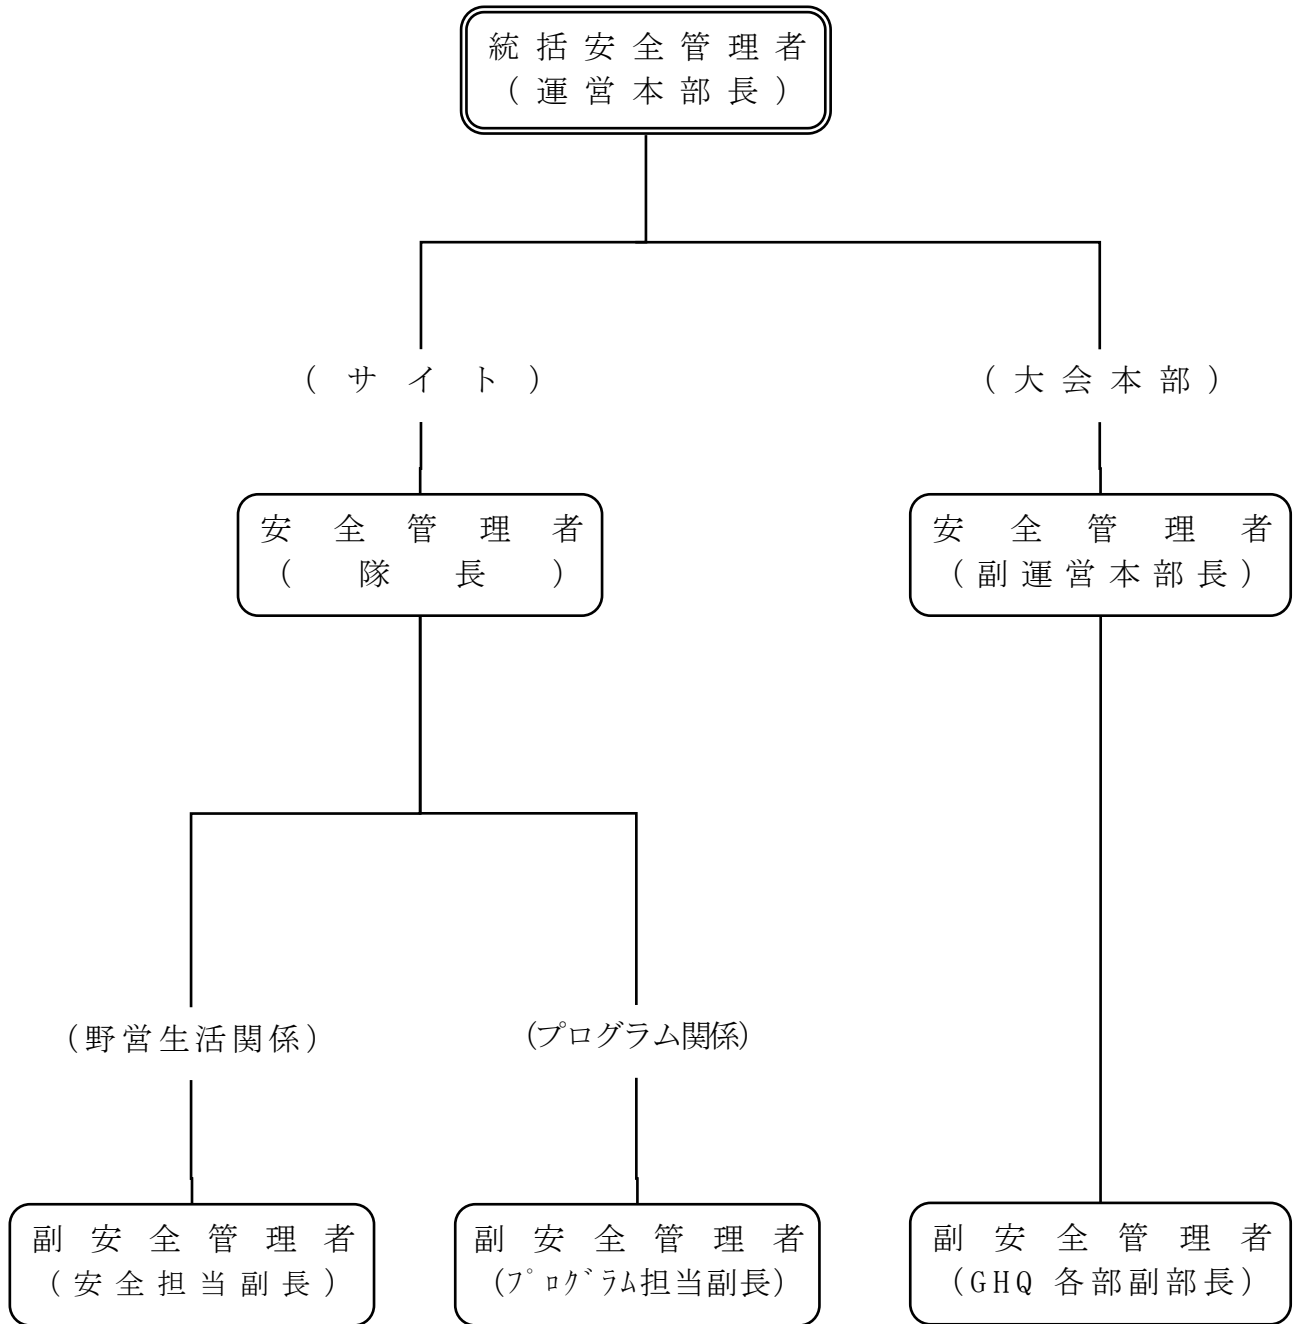 統括安全管理者
(運営本部長)
(サイト)
(大会本部)
安全管理者
(隊長)
安全管理者
(副運営本部長)
(野営生活関係)
(プログラム関係)
副安全管理者
(安全担当副長)
副安全管理者
(プログラム担当副長)
副安全管理者
(GHQ 各部副部長)